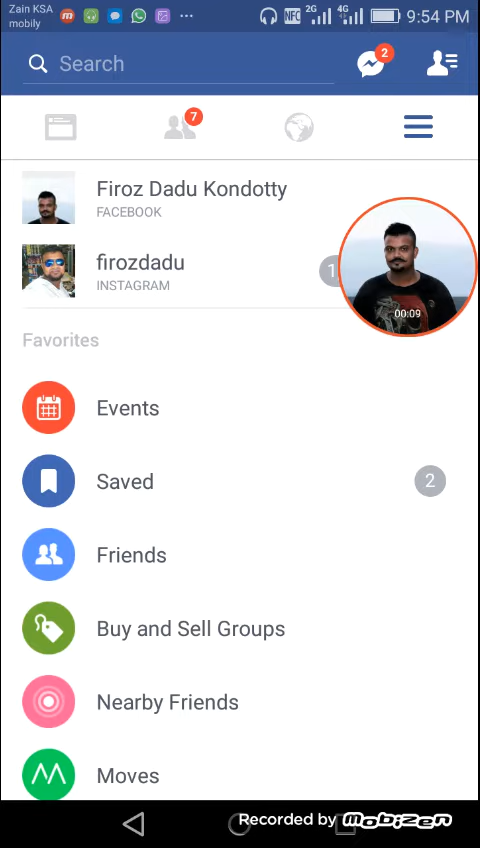 Zain KSA
mobily
NFC
2G
4G
9:54 PM
Search
2
7
Firoz Dadu Kondotty
FACEBOOK
firozdadu
INSTAGRAM
1
00:09
Favorites
Events
Saved
2
Friends
Buy and Sell Groups
Nearby Friends
Moves
Recorded by Mobizen